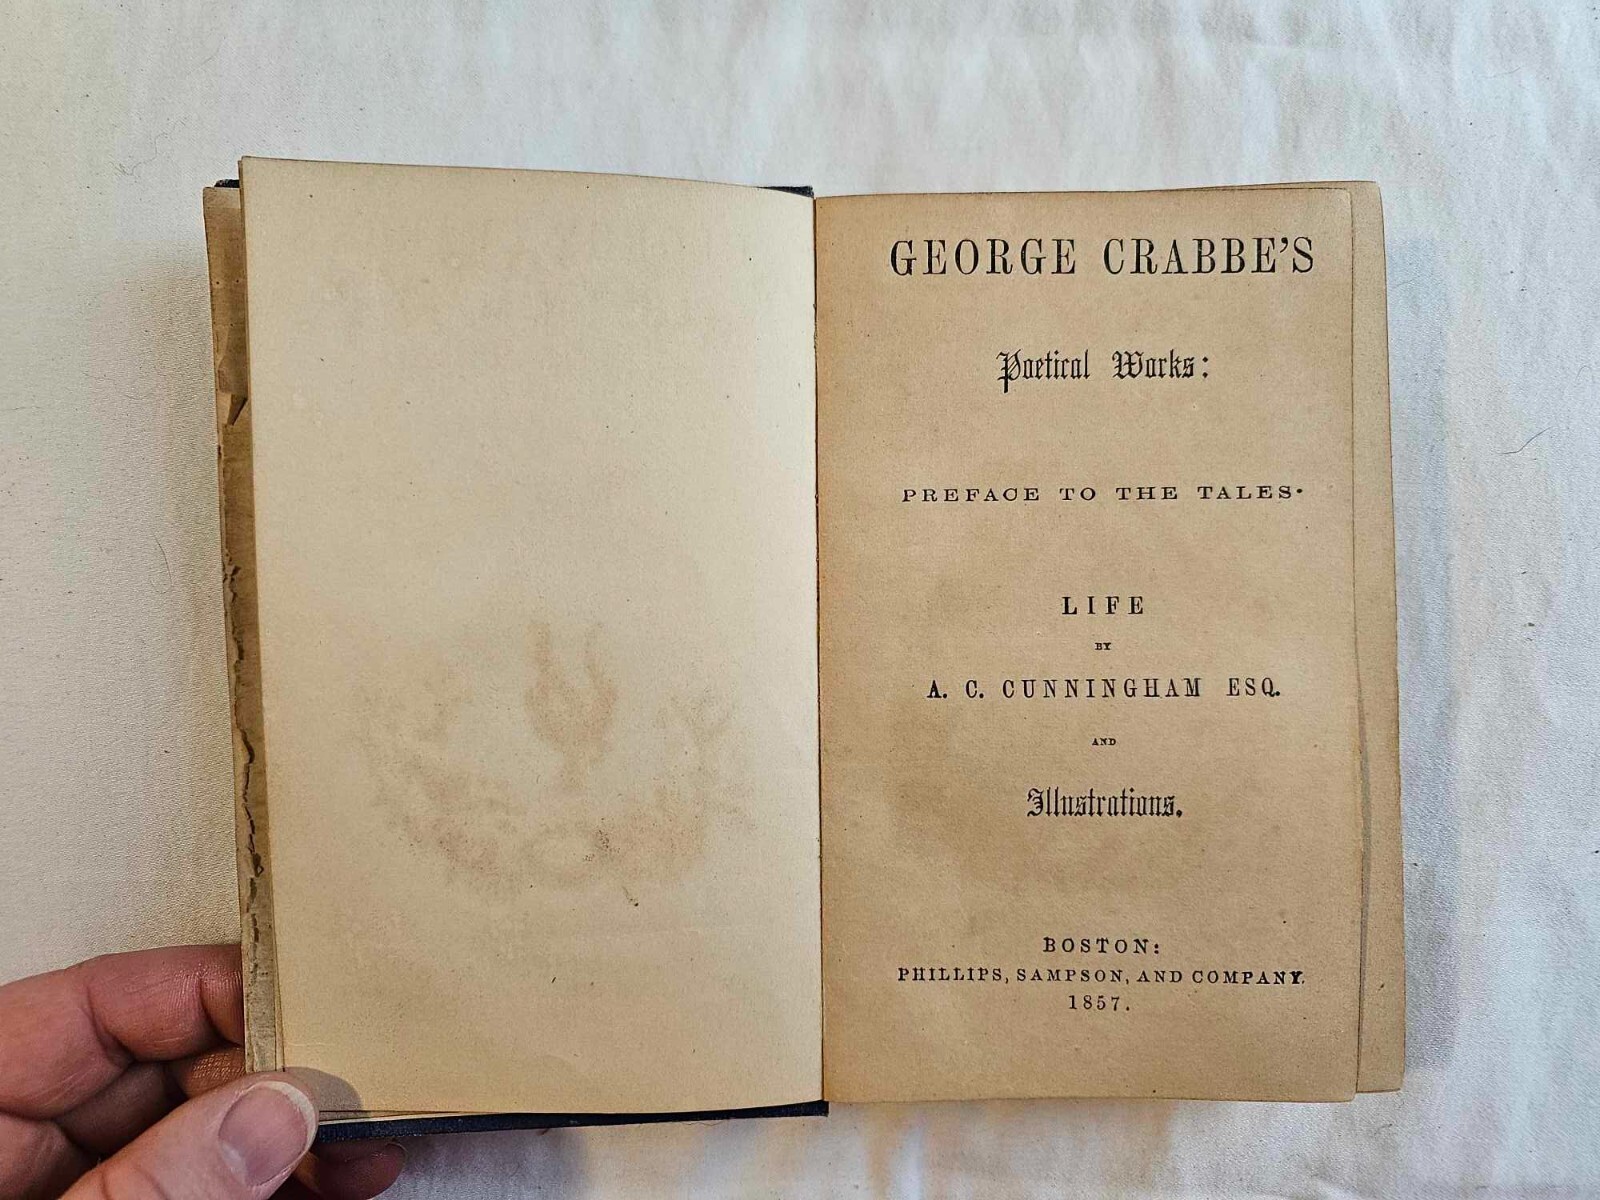 GEORGE CRABBE'S
Poetical Works:
PREFACE TO THE TALES.
LIFE
BY
A. C. CUNNINGHAM ESQ.
AND
Illustrations.
BOSTON:
PHILLIPS, SAMPSON, AND COMPANY.
1857.